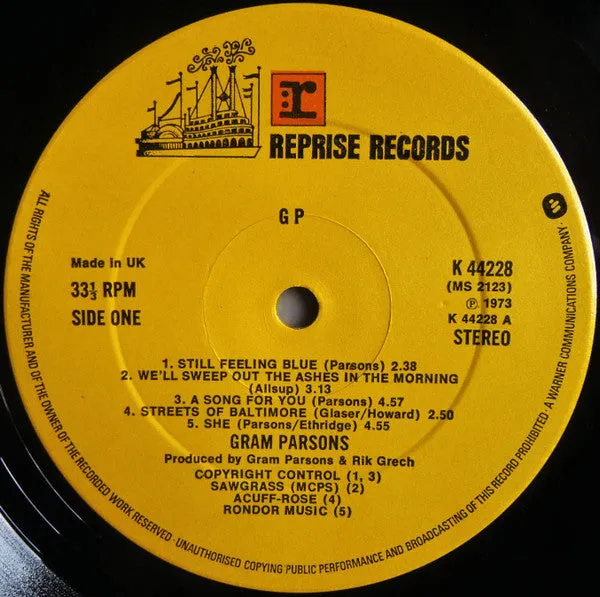 r
REPRISE RECORDS
G P
Made in UK
33⅓ RPM
SIDE ONE
K 44228
(MS 2123)
Ⓟ 1973
K 44228 A
STEREO
1. STILL FEELING BLUE (Parsons) 2.38
2. WE'LL SWEEP OUT THE ASHES IN THE MORNING
(Allsup) 3.13
3. A SONG FOR YOU (Parsons) 4.57
4. STREETS OF BALTIMORE (Glaser/Howard) 2.50
5. SHE (Parsons/Ethridge) 4.55
GRAM PARSONS
Produced by Gram Parsons & Rik Grech
COPYRIGHT CONTROL (1, 3)
SAWGRASS (MCPS) (2)
ACUFF-ROSE (4)
RONDOR MUSIC (5)
ALL RIGHTS OF THE MANUFACTURER AND OF THE OWNER OF THE RECORDED WORK RESERVED · UNAUTHORISED COPYING PUBLIC PERFORMANCE AND BROADCASTING OF THIS RECORD PROHIBITED · A WARNER COMMUNICATIONS COMPANY ·